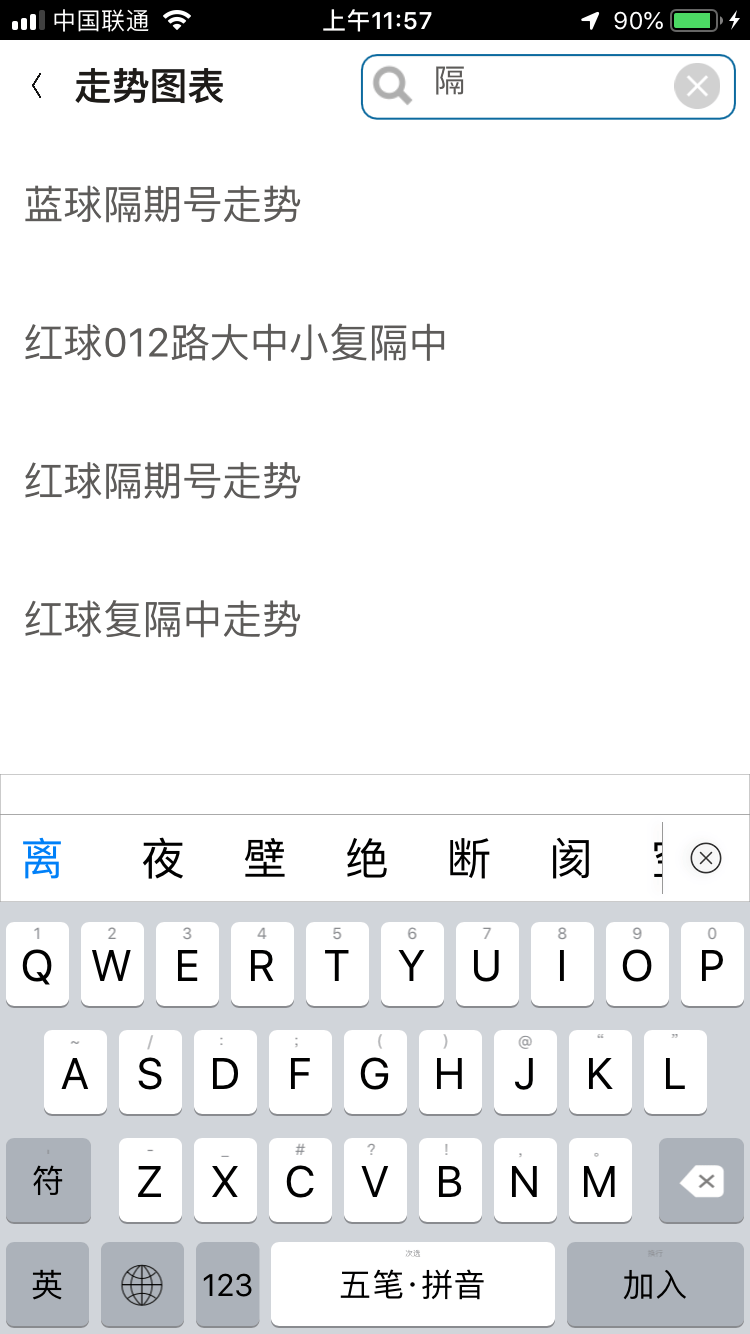 中国联通 上午11:57 90%
走势图表 隔
蓝球隔期号走势
红球012路大中小复隔中
红球隔期号走势
红球复隔中走势
离 夜 壁 绝 断 阂
1 2 3 4 5 6 7 8 9 0
Q W E R T Y U I O P
~ / : ; ( ) @ “ ”
A S D F G H J K L
' - _ # ? ! , 。
符 Z X C V B N M
次选 换行
英 123 五笔·拼音 加入